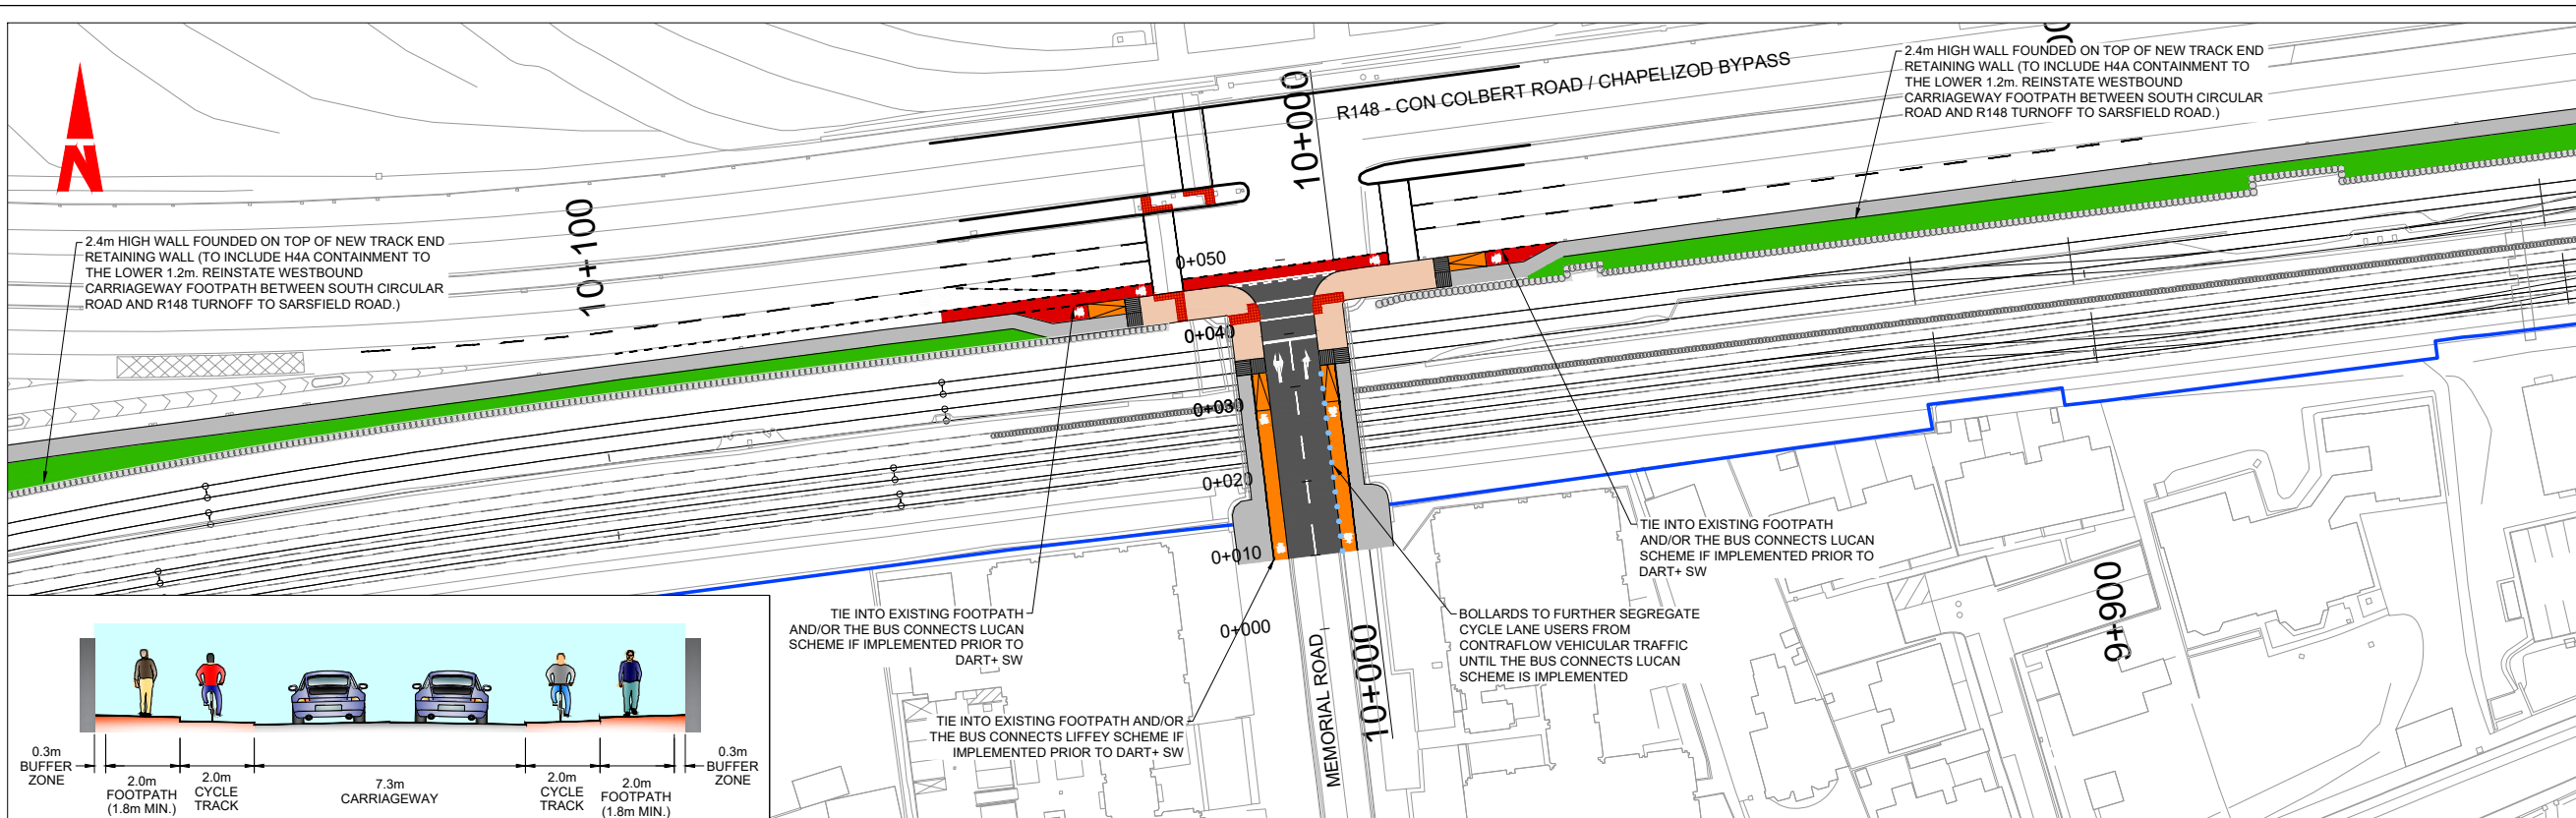 N
2.4m HIGH WALL FOUNDED ON TOP OF NEW TRACK END
RETAINING WALL (TO INCLUDE H4A CONTAINMENT TO
THE LOWER 1.2m. REINSTATE WESTBOUND
CARRIAGEWAY FOOTPATH BETWEEN SOUTH CIRCULAR
ROAD AND R148 TURNOFF TO SARSFIELD ROAD.)
10+100
10+000
R148 - CON COLBERT ROAD / CHAPELIZOD BYPASS
2.4m HIGH WALL FOUNDED ON TOP OF NEW TRACK END
RETAINING WALL (TO INCLUDE H4A CONTAINMENT TO
THE LOWER 1.2m. REINSTATE WESTBOUND
CARRIAGEWAY FOOTPATH BETWEEN SOUTH CIRCULAR
ROAD AND R148 TURNOFF TO SARSFIELD ROAD.)
0+050
0+040
0+030
0+020
0+010
0+000
TIE INTO EXISTING FOOTPATH
AND/OR THE BUS CONNECTS LUCAN
SCHEME IF IMPLEMENTED PRIOR TO
DART+ SW
TIE INTO EXISTING FOOTPATH AND/OR
THE BUS CONNECTS LIFFEY SCHEME IF
IMPLEMENTED PRIOR TO DART+ SW
MEMORIAL ROAD
10+000
BOLLARDS TO FURTHER SEGREGATE
CYCLE LANE USERS FROM
CONTRAFLOW VEHICULAR TRAFFIC
UNTIL THE BUS CONNECTS LUCAN
SCHEME IS IMPLEMENTED
TIE INTO EXISTING FOOTPATH
AND/OR THE BUS CONNECTS LUCAN
SCHEME IF IMPLEMENTED PRIOR TO
DART+ SW
9+900
0.3m
BUFFER
ZONE
2.0m
FOOTPATH
(1.8m MIN.)
2.0m
CYCLE
TRACK
7.3m
CARRIAGEWAY
2.0m
CYCLE
TRACK
2.0m
FOOTPATH
(1.8m MIN.)
0.3m
BUFFER
ZONE